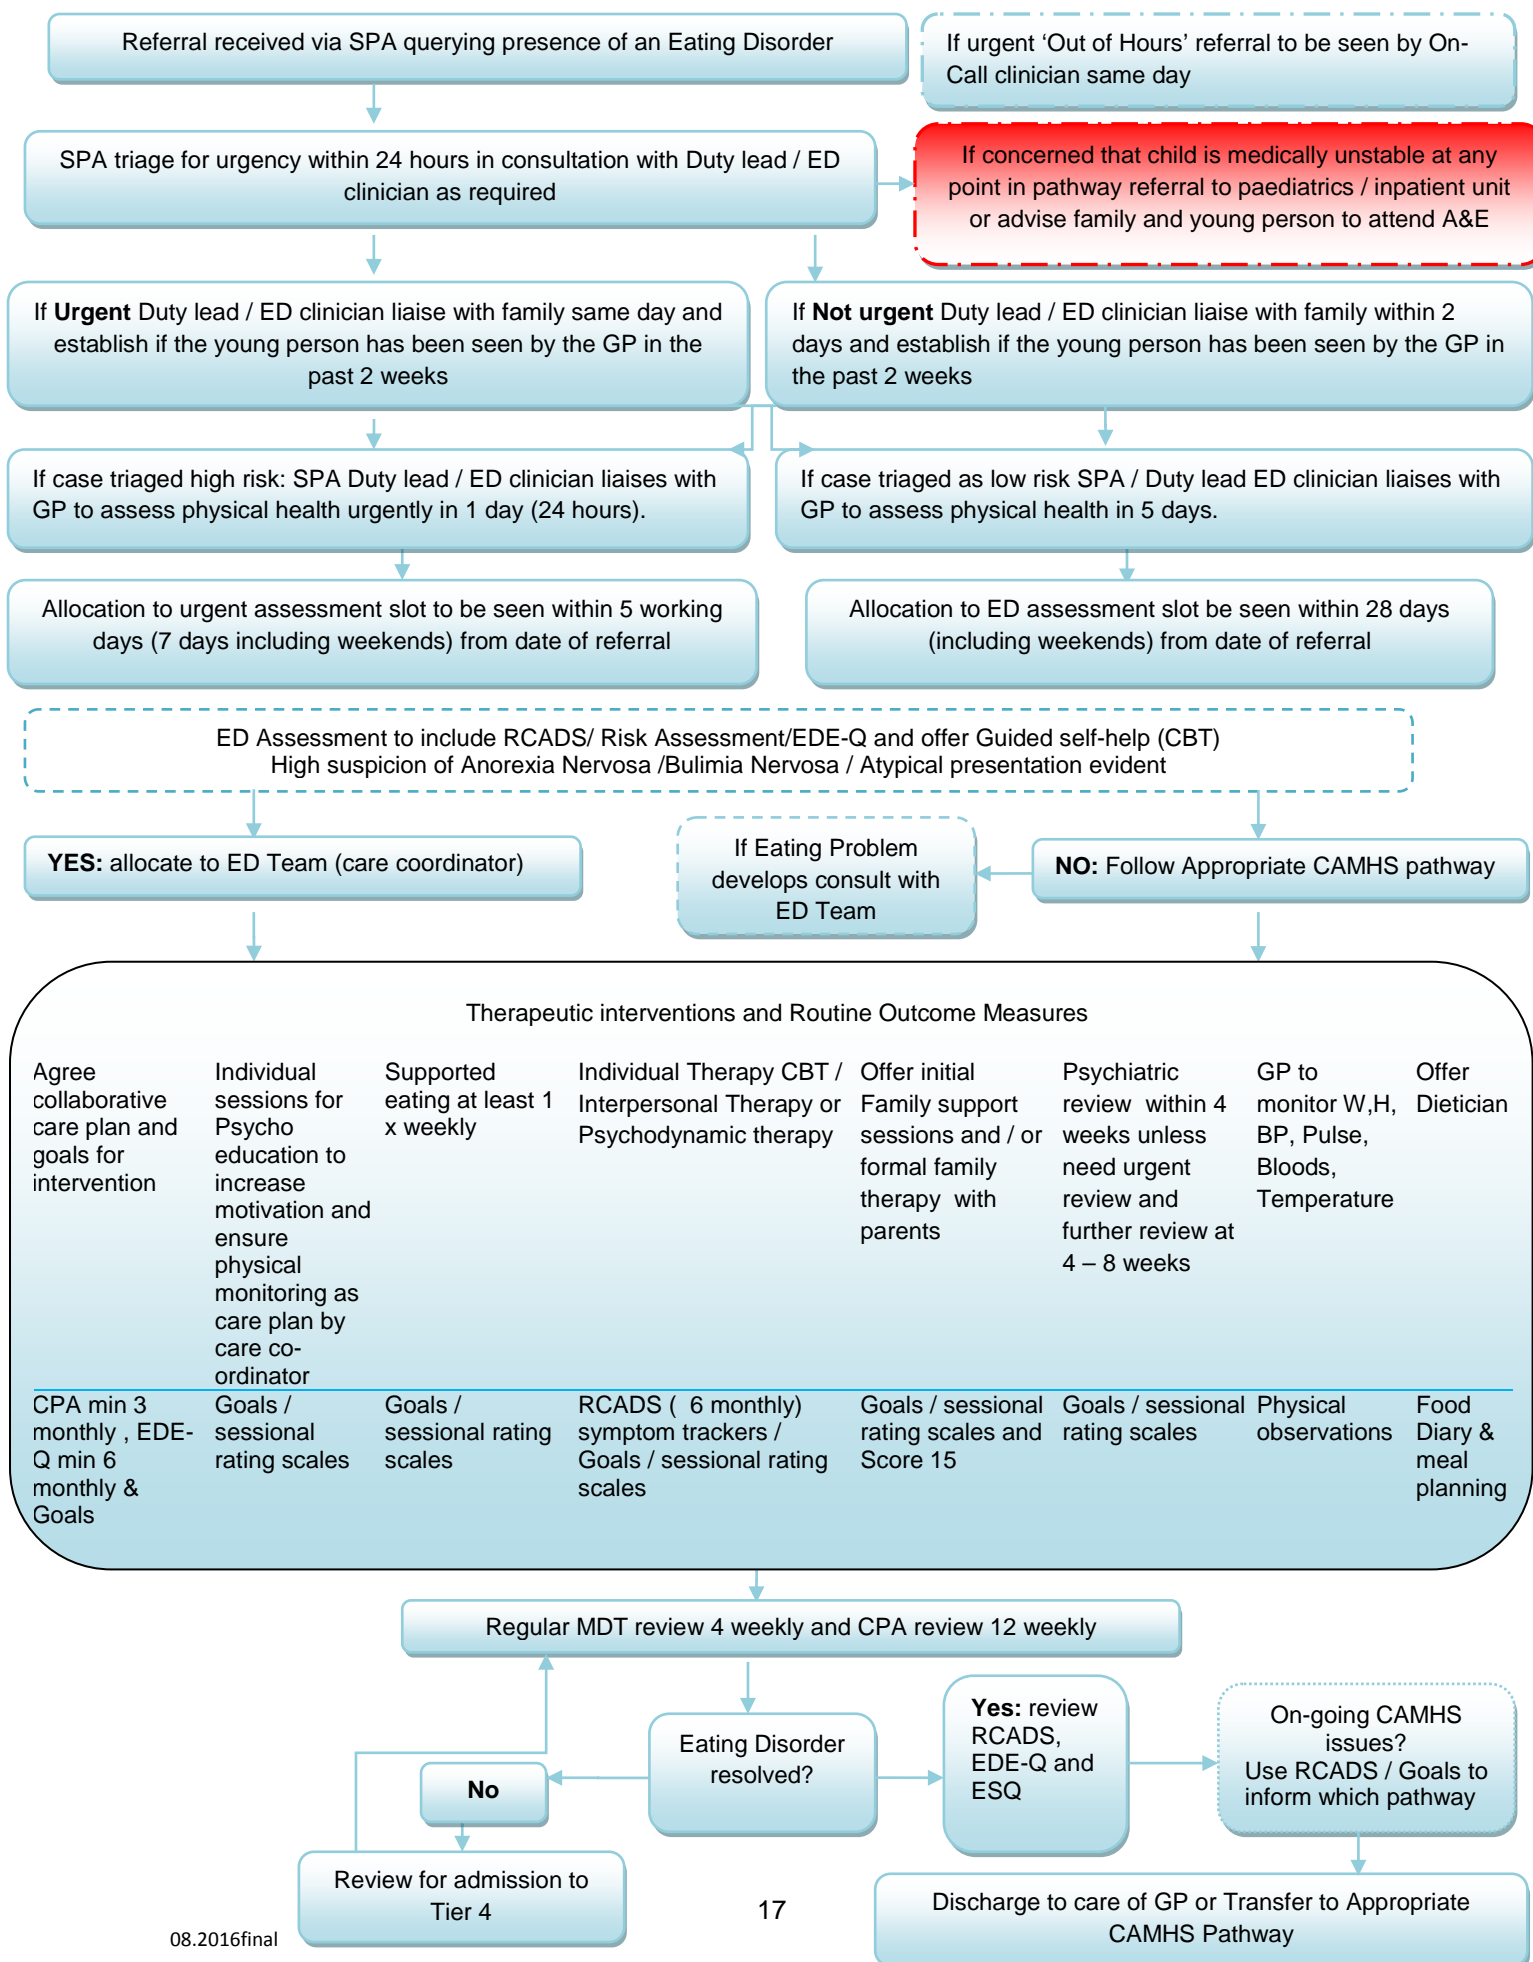 Referral received via SPA querying presence of an Eating Disorder
If urgent ‘Out of Hours’ referral to be seen by On-
Call clinician same day
SPA triage for urgency within 24 hours in consultation with Duty lead / ED
clinician as required
If concerned that child is medically unstable at any
point in pathway referral to paediatrics / inpatient unit
or advise family and young person to attend A&E
If Urgent Duty lead / ED clinician liaise with family same day and
establish if the young person has been seen by the GP in the
past 2 weeks
If Not urgent Duty lead / ED clinician liaise with family within 2
days and establish if the young person has been seen by the GP in
the past 2 weeks
If case triaged high risk: SPA Duty lead / ED clinician liaises with
GP to assess physical health urgently in 1 day (24 hours).
If case triaged as low risk SPA / Duty lead ED clinician liaises with
GP to assess physical health in 5 days.
Allocation to urgent assessment slot to be seen within 5 working
days (7 days including weekends) from date of referral
Allocation to ED assessment slot be seen within 28 days
(including weekends) from date of referral
ED Assessment to include RCADS/ Risk Assessment/EDE-Q and offer Guided self-help (CBT)
High suspicion of Anorexia Nervosa /Bulimia Nervosa / Atypical presentation evident
YES: allocate to ED Team (care coordinator)
If Eating Problem
develops consult with
ED Team
NO: Follow Appropriate CAMHS pathway
Therapeutic interventions and Routine Outcome Measures
Agree
collaborative
care plan and
goals for
intervention
Individual
sessions for
Psycho
education to
increase
motivation and
ensure
physical
monitoring as
care plan by
care co-
ordinator
Supported
eating at least 1
x weekly
Individual Therapy CBT /
Interpersonal Therapy or
Psychodynamic therapy
Offer initial
Family support
sessions and / or
formal family
therapy with
parents
Psychiatric
review within 4
weeks unless
need urgent
review and
further review at
4 – 8 weeks
GP to
monitor W,H,
BP, Pulse,
Bloods,
Temperature
Offer
Dietician
CPA min 3
monthly , EDE-
Q min 6
monthly &
Goals
Goals /
sessional
rating scales
Goals /
sessional rating
scales
RCADS ( 6 monthly)
symptom trackers /
Goals / sessional rating
scales
Goals / sessional
rating scales and
Score 15
Goals / sessional
rating scales
Physical
observations
Food
Diary &
meal
planning
Regular MDT review 4 weekly and CPA review 12 weekly
Eating Disorder
resolved?
Yes: review
RCADS,
EDE-Q and
ESQ
On-going CAMHS
issues?
Use RCADS / Goals to
inform which pathway
No
Review for admission to
Tier 4
Discharge to care of GP or Transfer to Appropriate
CAMHS Pathway
17
08.2016final